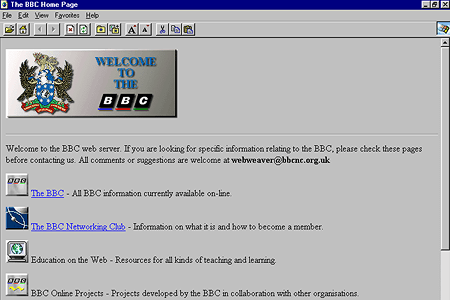 The BBC Home Page
File Edit View Favorites Help
A A
WELCOME
TO
THE
BBC
Welcome to the BBC web server. If you are looking for specific information relating to the BBC, please check these pages
before contacting us. All comments or suggestions are welcome at webweaver@bbcnc.org.uk
BBC The BBC - All BBC information currently available on-line.
The BBC Networking Club - Information on what it is and how to become a member.
Education on the Web - Resources for all kinds of teaching and learning.
BBC BBC Online Projects - Projects developed by the BBC in collaboration with other organisations.